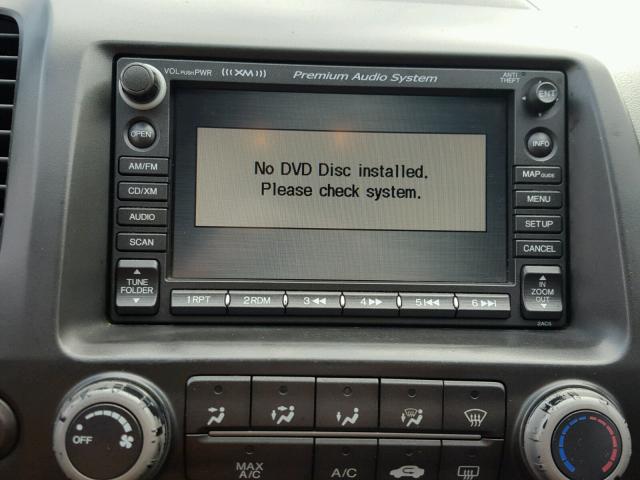 VOL PUSH PWR
XM
Premium Audio System
ANTI THEFT
ENT
OPEN
INFO
No DVD Disc installed.
Please check system.
AM/FM
MAP GUIDE
CD/XM
MENU
AUDIO
SETUP
SCAN
CANCEL
TUNE
FOLDER
IN
ZOOM
OUT
1 RPT
2 RDM
3 ◀◀
4 ▶▶
5 |◀◀
6 ▶▶|
2AC5
OFF
MAX
A/C
A/C